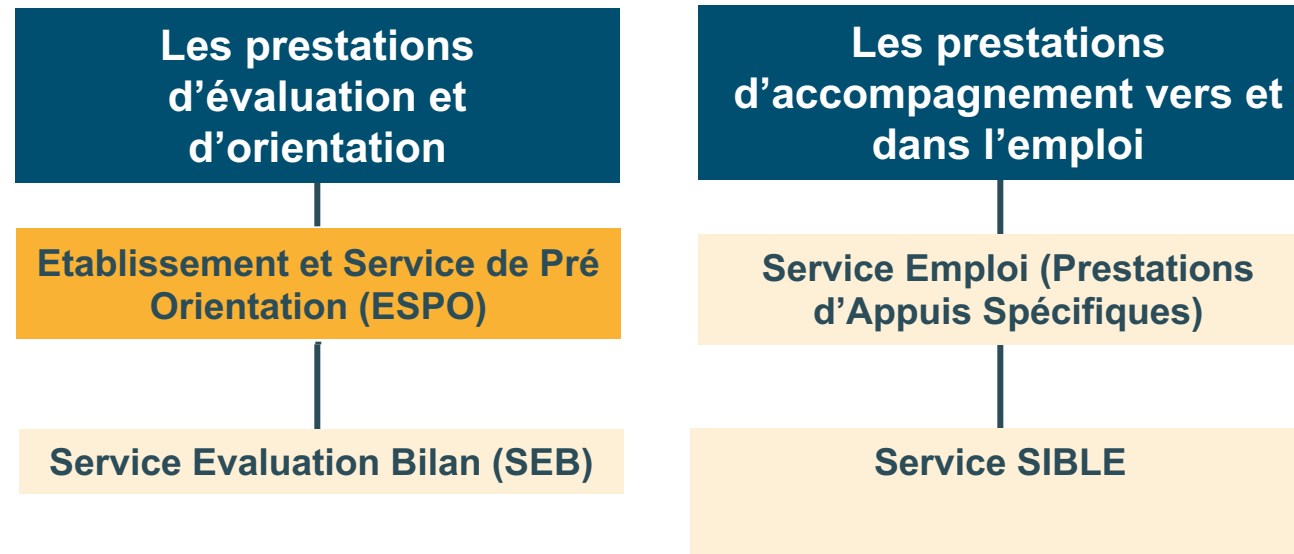 Les prestations
d’évaluation et
d’orientation
Etablissement et Service de Pré
Orientation (ESPO)
Service Evaluation Bilan (SEB)
Les prestations
d’accompagnement vers et
dans l’emploi
Service Emploi (Prestations
d’Appuis Spécifiques)
Service SIBLE